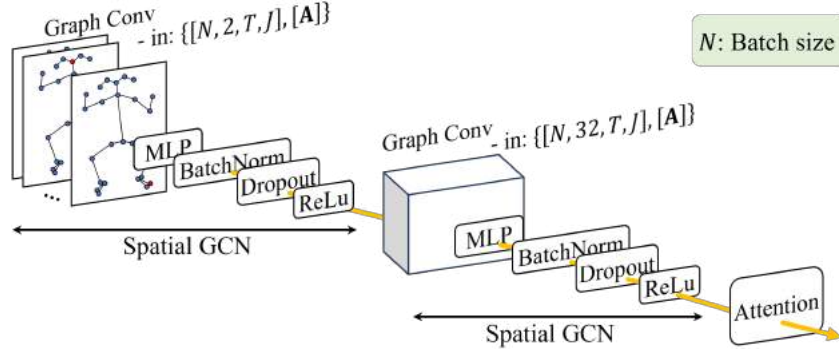 Graph Conv
- in: {[N, 2, T, J], [A]}
N: Batch size
MLP
BatchNorm
Dropout
ReLu
...
Spatial GCN
Graph Conv
- in: {[N, 32, T, J], [A]}
MLP
BatchNorm
Dropout
ReLu
Attention
Spatial GCN